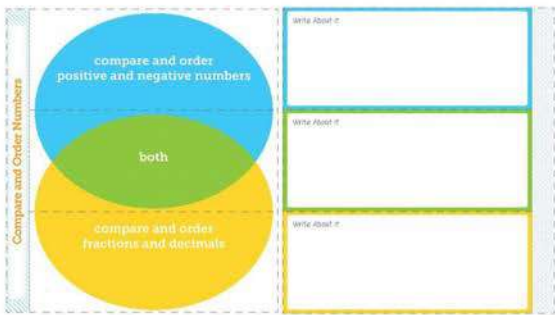 Compare and Order Numbers
compare and order
positive and negative numbers
both
compare and order
fractions and decimals
Write About It
Write About It
Write About It